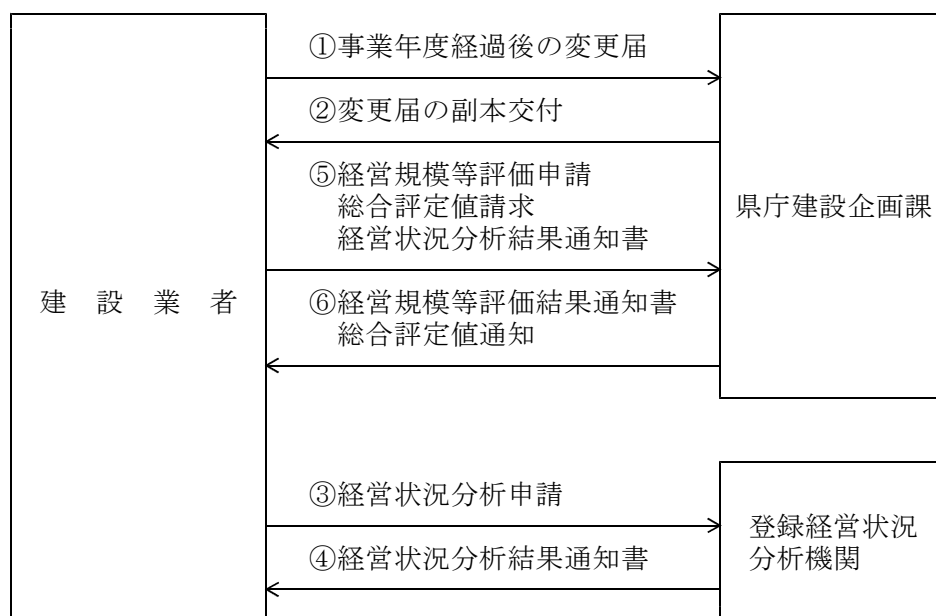 ①事業年度経過後の変更届
②変更届の副本交付
⑤経営規模等評価申請
総合評定値請求
経営状況分析結果通知書
県庁建設企画課
建設業者
⑥経営規模等評価結果通知書
総合評定値通知
③経営状況分析申請
④経営状況分析結果通知書
登録経営状況
分析機関